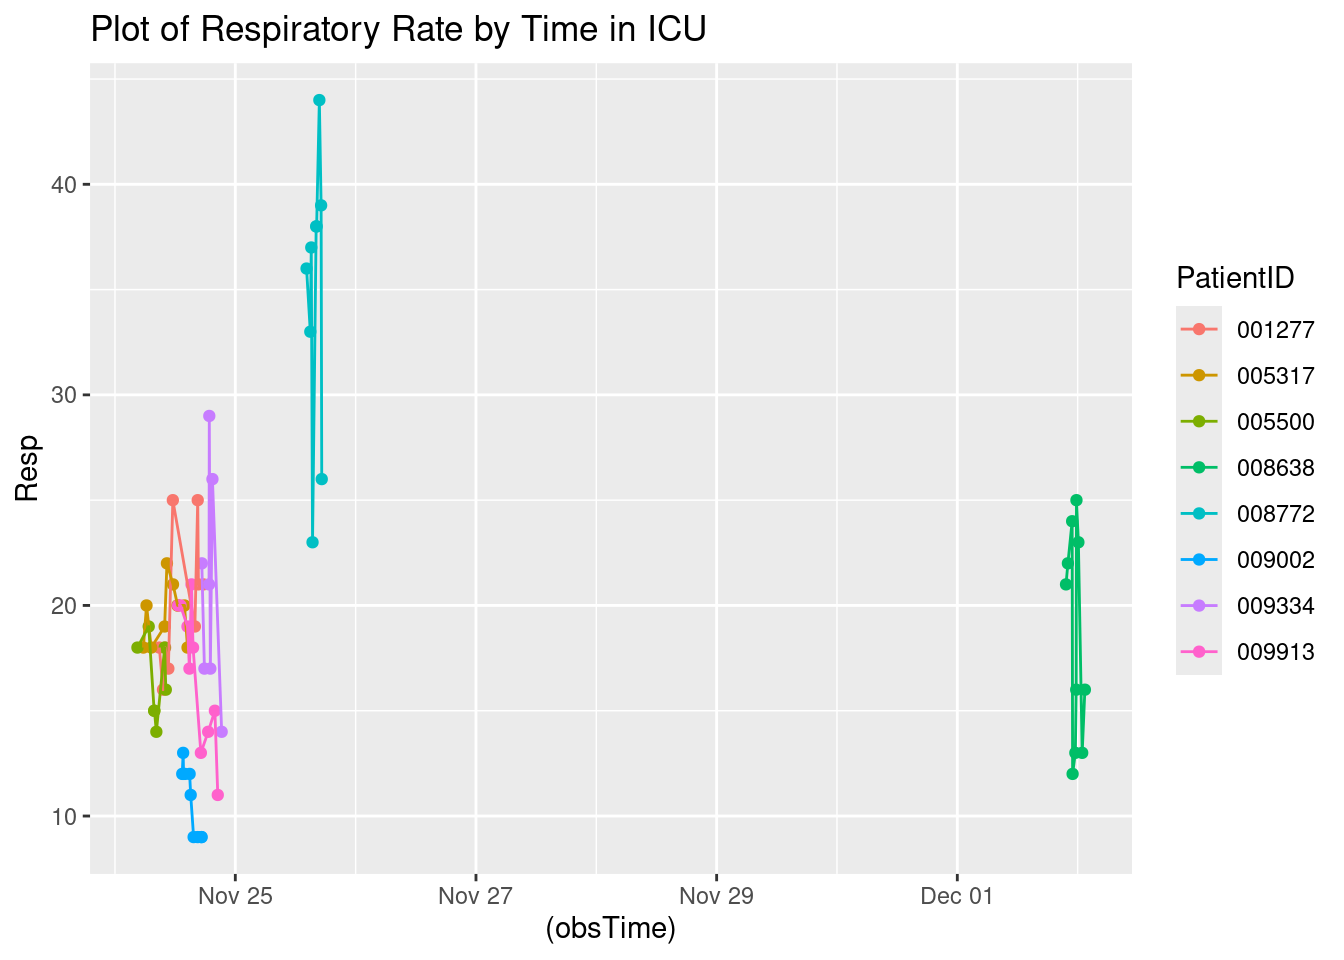 Plot of Respiratory Rate by Time in ICU
40
30
20
10
Resp
Nov 25
Nov 27
Nov 29
Dec 01
(obsTime)
PatientID
001277
005317
005500
008638
008772
009002
009334
009913